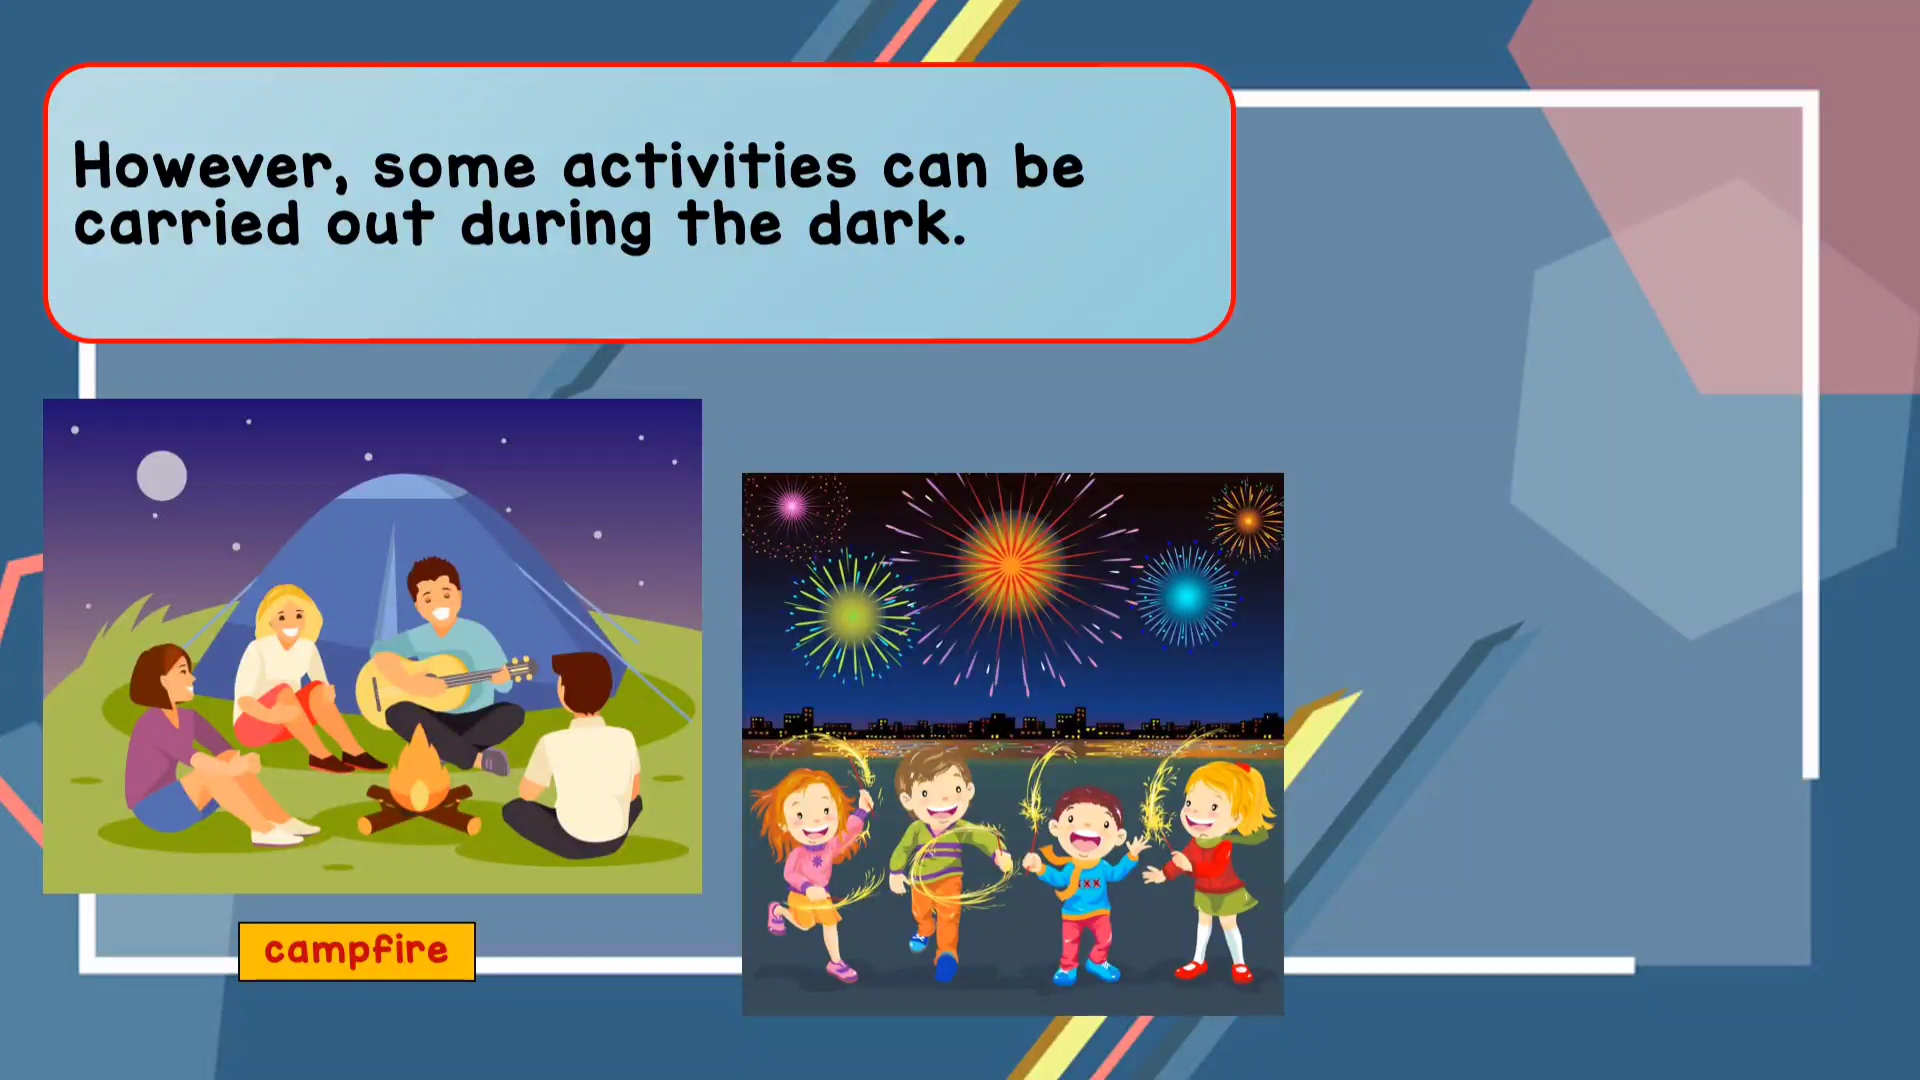 However, some activities can be
carried out during the dark.
campfire